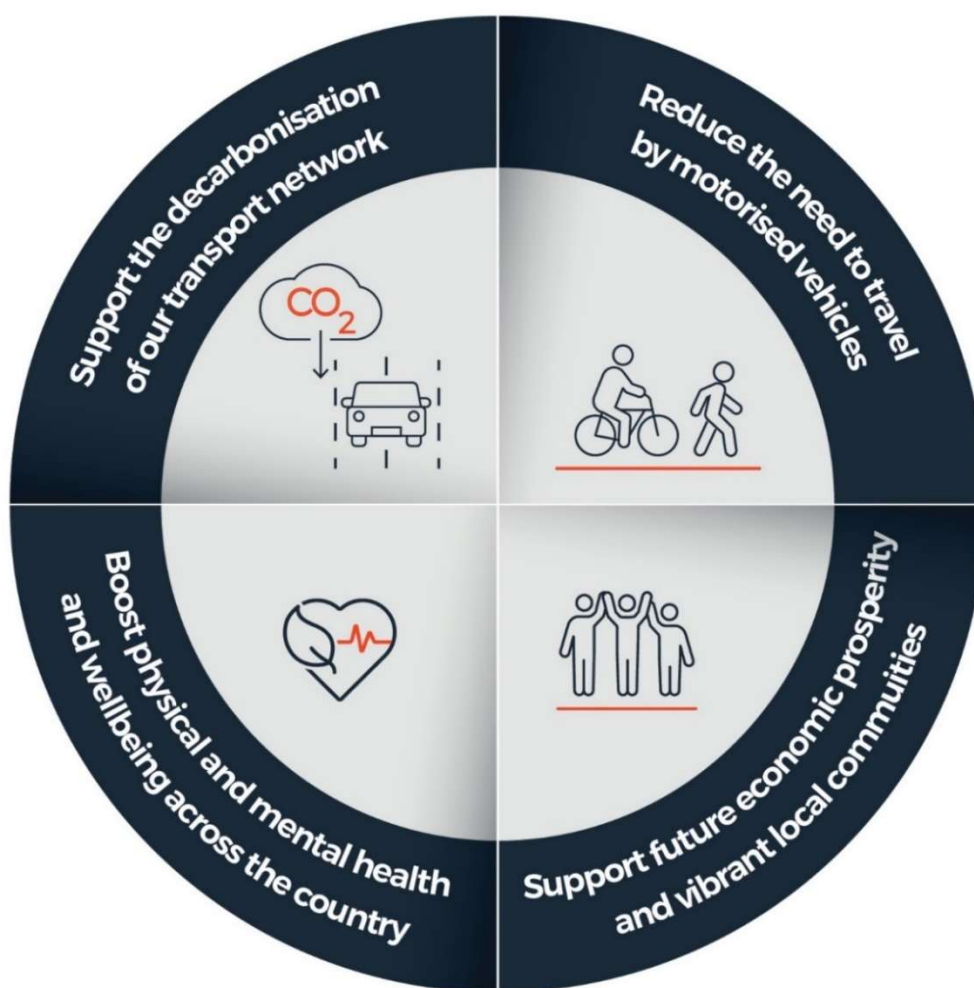 Support the decarbonisation
of our transport network
CO2
Reduce the need to travel
by motorised vehicles
Boost physical and mental health
and wellbeing across the country
Support future economic prosperity
and vibrant local commuities